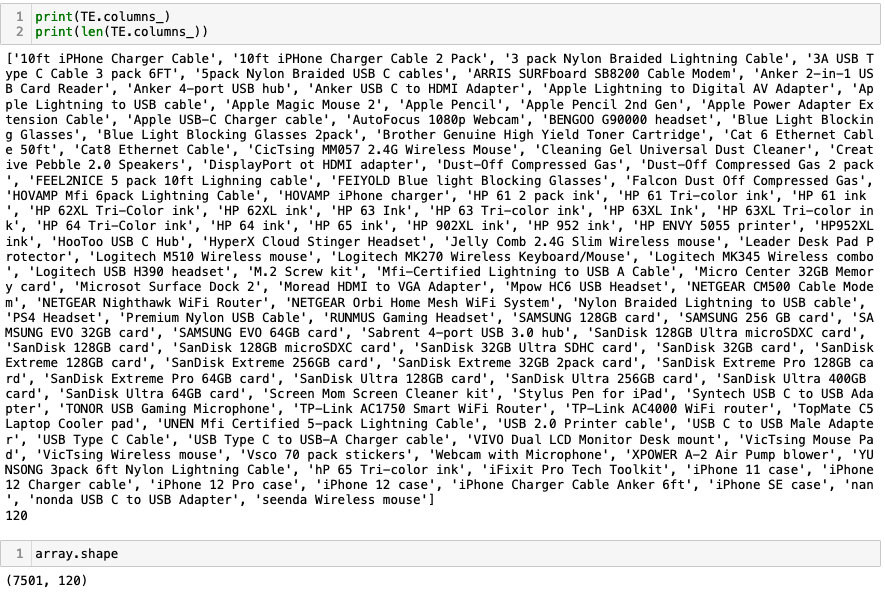 1 print(TE.columns_)
2 print(len(TE.columns_))
['10ft iPHone Charger Cable', '10ft iPHone Charger Cable 2 Pack', '3 pack Nylon Braided Lightning Cable', '3A USB T
ype C Cable 3 pack 6FT', '5pack Nylon Braided USB C cables', 'ARRIS SURFboard SB8200 Cable Modem', 'Anker 2-in-1 US
B Card Reader', 'Anker 4-port USB hub', 'Anker USB C to HDMI Adapter', 'Apple Lightning to Digital AV Adapter', 'Ap
ple Lightning to USB cable', 'Apple Magic Mouse 2', 'Apple Pencil', 'Apple Pencil 2nd Gen', 'Apple Power Adapter Ex
tension Cable', 'Apple USB-C Charger cable', 'AutoFocus 1080p Webcam', 'BENGOO G90000 headset', 'Blue Light Blockin
g Glasses', 'Blue Light Blocking Glasses 2pack', 'Brother Genuine High Yield Toner Cartridge', 'Cat 6 Ethernet Cabl
e 50ft', 'Cat8 Ethernet Cable', 'CicTsing MM057 2.4G Wireless Mouse', 'Cleaning Gel Universal Dust Cleaner', 'Creat
ive Pebble 2.0 Speakers', 'DisplayPort ot HDMI adapter', 'Dust-Off Compressed Gas', 'Dust-Off Compressed Gas 2 pack
', 'FEEL2NICE 5 pack 10ft Lighning cable', 'FEIYOLD Blue light Blocking Glasses', 'Falcon Dust Off Compressed Gas',
'HOVAMP Mfi 6pack Lightning Cable', 'HOVAMP iPhone charger', 'HP 61 2 pack ink', 'HP 61 Tri-color ink', 'HP 61 ink
', 'HP 62XL Tri-Color ink', 'HP 62XL ink', 'HP 63 Ink', 'HP 63 Tri-color ink', 'HP 63XL Ink', 'HP 63XL Tri-color in
k', 'HP 64 Tri-Color ink', 'HP 64 ink', 'HP 65 ink', 'HP 902XL ink', 'HP 952 ink', 'HP ENVY 5055 printer', 'HP952XL
ink', 'HooToo USB C Hub', 'HyperX Cloud Stinger Headset', 'Jelly Comb 2.4G Slim Wireless mouse', 'Leader Desk Pad P
rotector', 'Logitech M510 Wireless mouse', 'Logitech MK270 Wireless Keyboard/Mouse', 'Logitech MK345 Wireless combo
', 'Logitech USB H390 headset', 'M.2 Screw kit', 'Mfi-Certified Lightning to USB A Cable', 'Micro Center 32GB Memor
y card', 'Microsot Surface Dock 2', 'Moread HDMI to VGA Adapter', 'Mpow HC6 USB Headset', 'NETGEAR CM500 Cable Mode
m', 'NETGEAR Nighthawk WiFi Router', 'NETGEAR Orbi Home Mesh WiFi System', 'Nylon Braided Lightning to USB cable',
'PS4 Headset', 'Premium Nylon USB Cable', 'RUNMUS Gaming Headset', 'SAMSUNG 128GB card', 'SAMSUNG 256 GB card', 'SA
MSUNG EVO 32GB card', 'SAMSUNG EVO 64GB card', 'Sabrent 4-port USB 3.0 hub', 'SanDisk 128GB Ultra microSDXC card',
'SanDisk 128GB card', 'SanDisk 128GB microSDXC card', 'SanDisk 32GB Ultra SDHC card', 'SanDisk 32GB card', 'SanDisk
Extreme 128GB card', 'SanDisk Extreme 256GB card', 'SanDisk Extreme 32GB 2pack card', 'SanDisk Extreme Pro 128GB ca
rd', 'SanDisk Extreme Pro 64GB card', 'SanDisk Ultra 128GB card', 'SanDisk Ultra 256GB card', 'SanDisk Ultra 400GB
card', 'SanDisk Ultra 64GB card', 'Screen Mom Screen Cleaner kit', 'Stylus Pen for iPad', 'Syntech USB C to USB Ada
pter', 'TONOR USB Gaming Microphone', 'TP-Link AC1750 Smart WiFi Router', 'TP-Link AC4000 WiFi router', 'TopMate C5
Laptop Cooler pad', 'UNEN Mfi Certified 5-pack Lightning Cable', 'USB 2.0 Printer cable', 'USB C to USB Male Adapte
r', 'USB Type C Cable', 'USB Type C to USB-A Charger cable', 'VIVO Dual LCD Monitor Desk mount', 'VicTsing Mouse Pa
d', 'VicTsing Wireless mouse', 'Vsco 70 pack stickers', 'Webcam with Microphone', 'XPOWER A-2 Air Pump blower', 'YU
NSONG 3pack 6ft Nylon Lightning Cable', 'hP 65 Tri-color ink', 'iFixit Pro Tech Toolkit', 'iPhone 11 case', 'iPhone
12 Charger cable', 'iPhone 12 Pro case', 'iPhone 12 case', 'iPhone Charger Cable Anker 6ft', 'iPhone SE case', 'nan
', 'nonda USB C to USB Adapter', 'seenda Wireless mouse']
120
1 array.shape
(7501, 120)